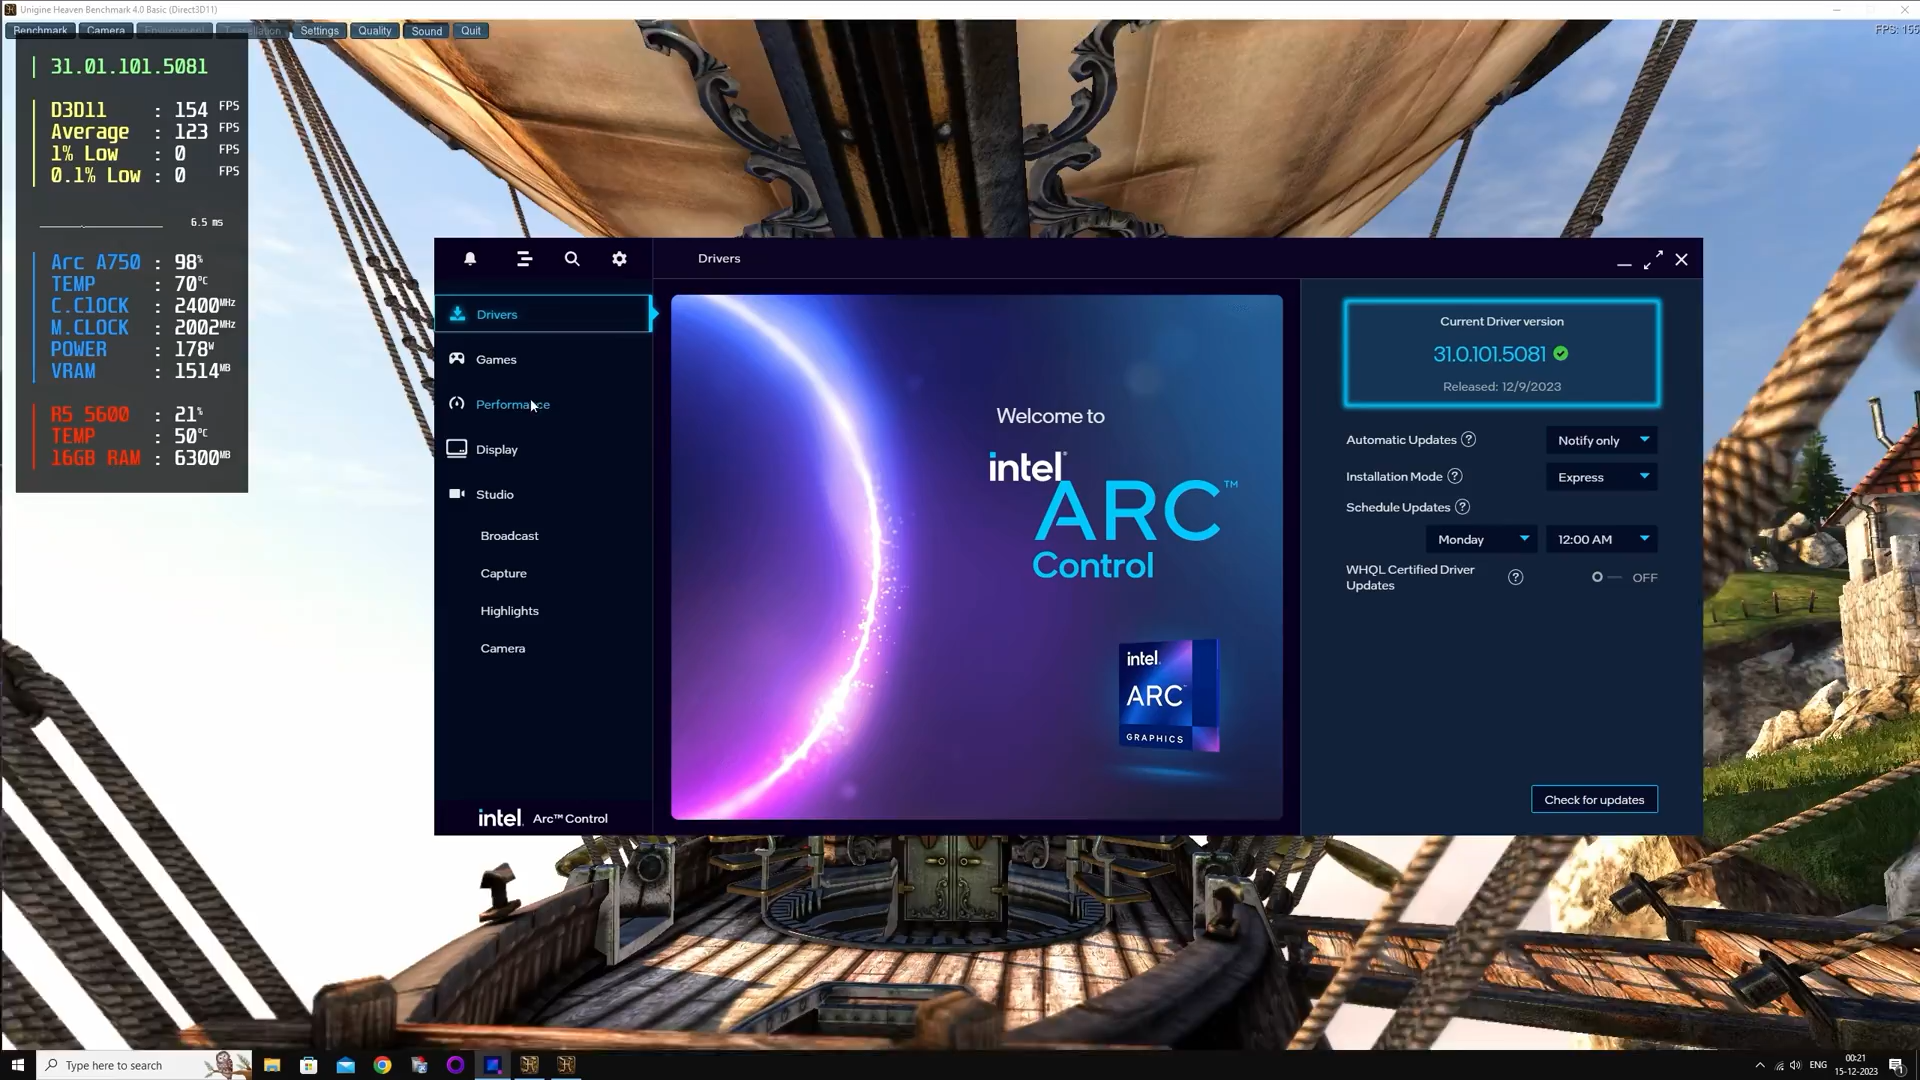 Unigine Heaven Benchmark 4.0 Basic (Direct3D11)
Benchmark Camera Environment Tessellation Settings Quality Sound Quit
FPS: 155
31.01.101.5081
D3D11 : 154 FPS
Average : 123 FPS
1% Low : 0 FPS
0.1% Low : 0 FPS
6.5 ms
Arc A750 : 98%
TEMP : 70°C
C.ClOCK : 2400MHz
M.CLOCK : 2002MHz
POWER : 178W
VRAM : 1514MB
R5 5600 : 21%
TEMP : 50°C
16GB RAM : 6300MB
Drivers
Games
Performance
Display
Studio
Broadcast
Capture
Highlights
Camera
intel. Arc™ Control
Drivers
Welcome to
intel
ARC™
Control
intel.
ARC
GRAPHICS
Current Driver version
31.0.101.5081
Released: 12/9/2023
Automatic Updates ? Notify only
Installation Mode ? Express
Schedule Updates ?
Monday 12:00 AM
WHQL Certified Driver
Updates ? OFF
Check for updates
Type here to search
ENG
00:21
15-12-2023